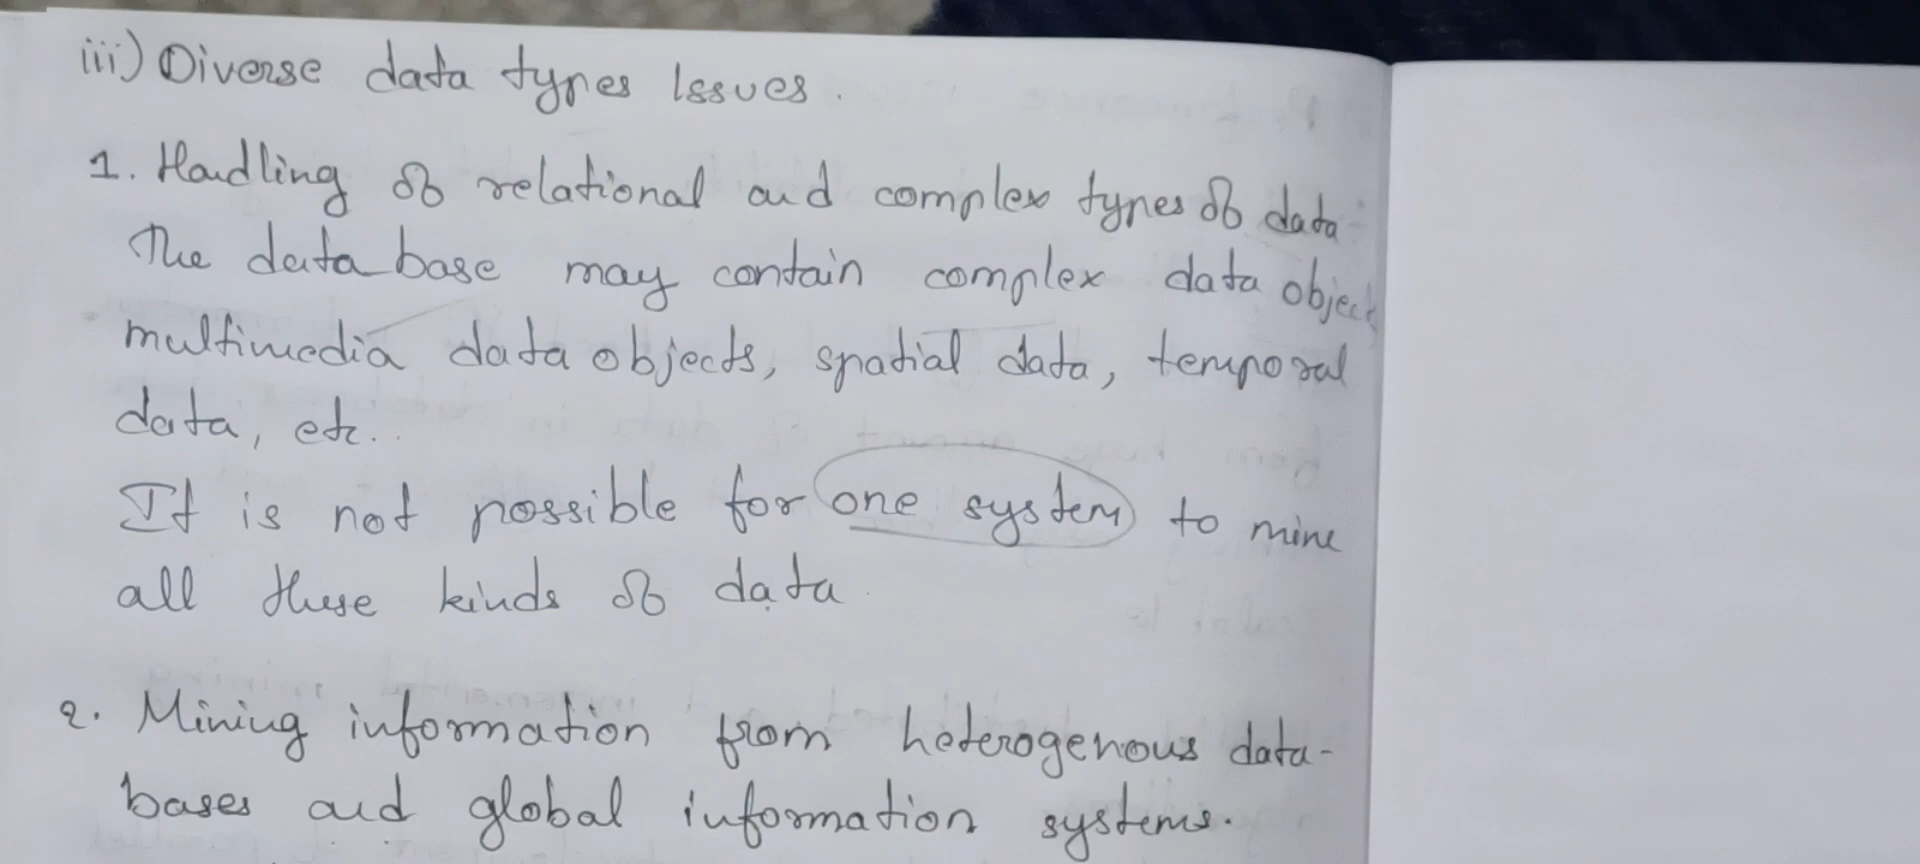 iii) Diverse data types Issues.
1. Handling of relational and complex types of data
The database may contain complex data object
multimedia data objects, spatial data, temporal
data, etc..
It is not possible for one system to mine
all these kinds of data
2. Mining information from heterogenous data-
bases and global information systems.